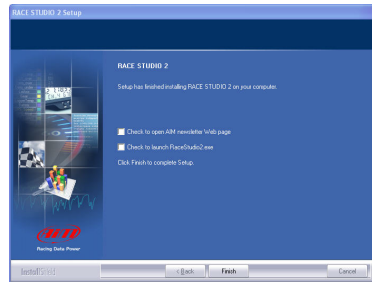 RACE STUDIO 2 Setup
RACE STUDIO 2
Setup has finished installing RACE STUDIO 2 on your computer.
Check to open AIM newsletter Web page
Check to launch RaceStudio2.exe
Click Finish to complete Setup.
AIM
Racing Data Power
InstallShield
< Back
Finish
Cancel